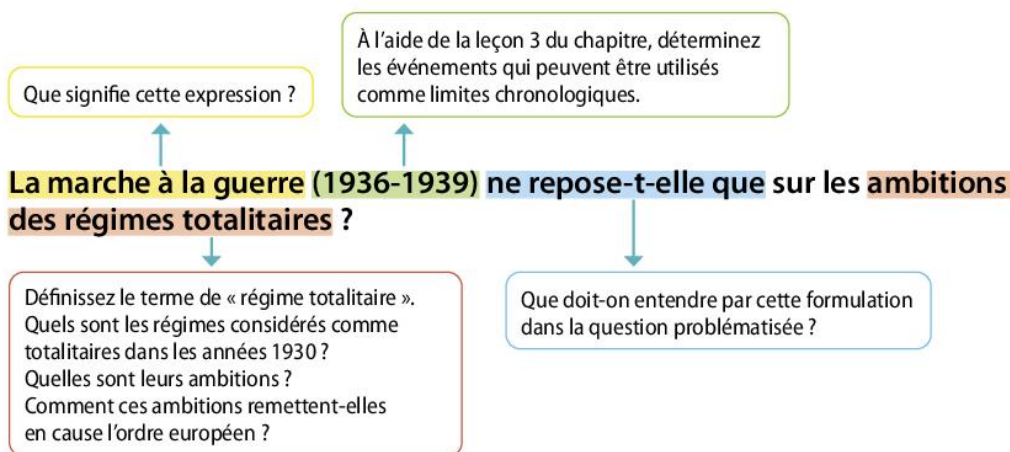 À l'aide de la leçon 3 du chapitre, déterminez
les événements qui peuvent être utilisés
comme limites chronologiques.
Que signifie cette expression ?
La marche à la guerre (1936-1939) ne repose-t-elle que sur les ambitions
des régimes totalitaires ?
Définissez le terme de « régime totalitaire ».
Quels sont les régimes considérés comme
totalitaires dans les années 1930 ?
Quelles sont leurs ambitions ?
Comment ces ambitions remettent-elles
en cause l'ordre européen ?
Que doit-on entendre par cette formulation
dans la question problématisée ?